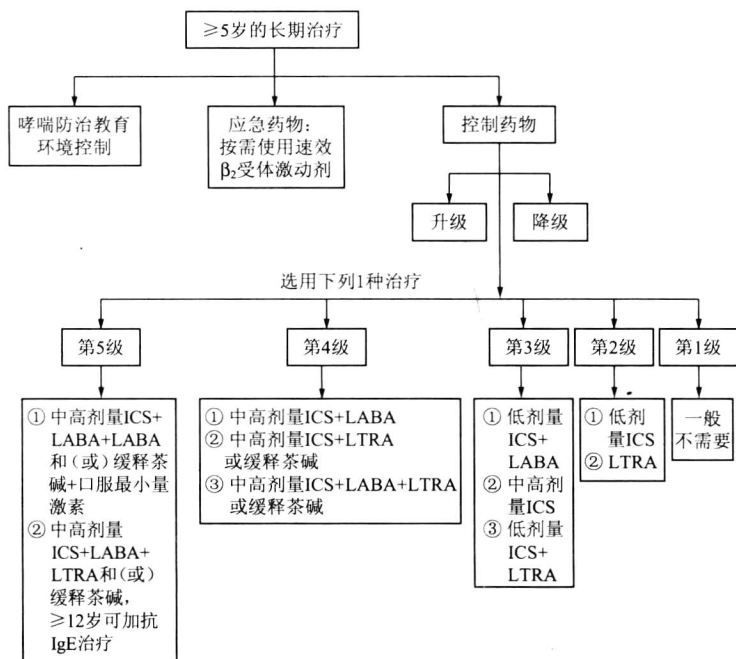 ≥5岁的长期治疗
哮喘防治教育
环境控制
应急药物：
按需使用速效
β₂受体激动剂
控制药物
升级
降级
选用下列1种治疗
第5级
第4级
第3级
第2级
第1级
① 中高剂量ICS+
LABA+LABA
和（或）缓释茶
碱+口服最小量
激素
② 中高剂量
ICS+LABA+
LTRA和(或)
缓释茶碱，
≥12岁可加抗
IgE治疗
① 中高剂量ICS+LABA
② 中高剂量ICS+LTRA
或缓释茶碱
③ 中高剂量ICS+LABA+LTRA
或缓释茶碱
① 低剂量
ICS+
LABA
② 中高剂
量ICS
③ 低剂量
ICS+
LTRA
① 低剂
量ICS
② LTRA
一般
不需要